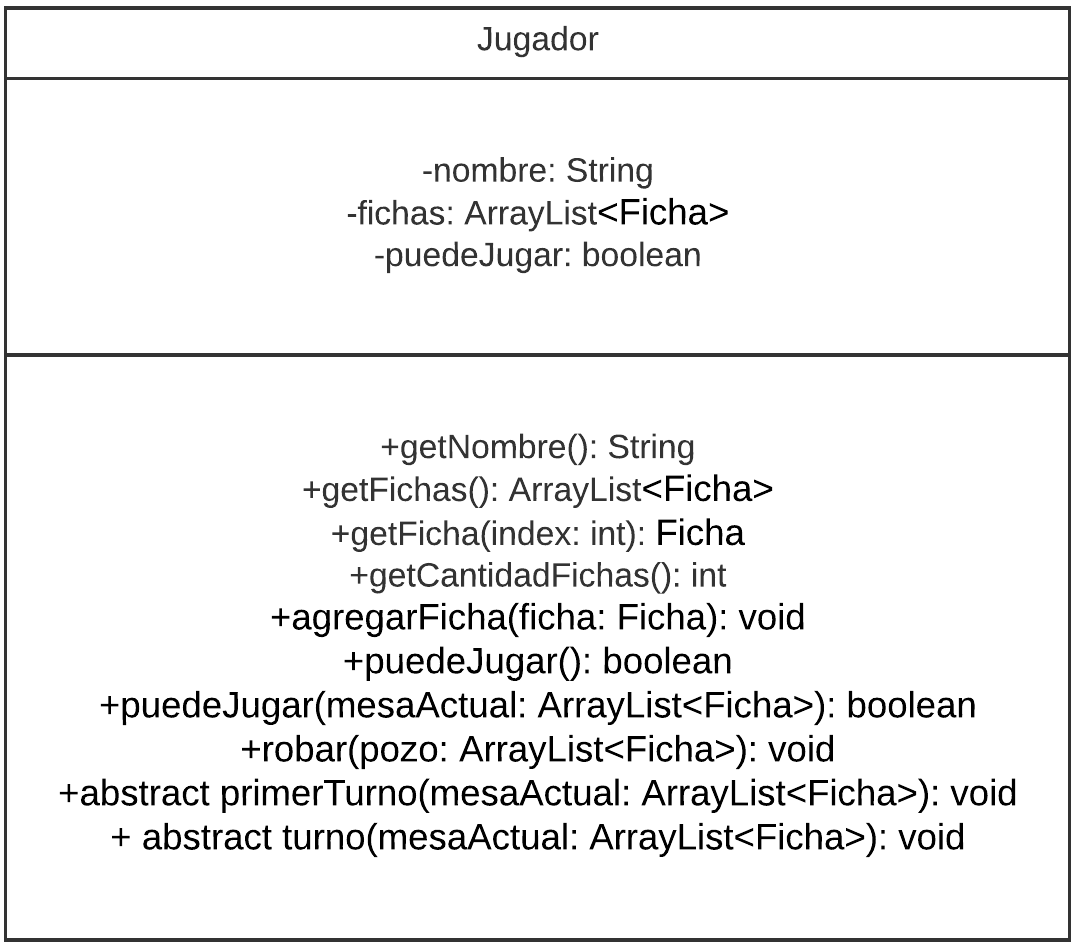 Jugador
-nombre: String
-fichas: ArrayList<Ficha>
-puedeJugar: boolean
+getNombre(): String
+getFichas(): ArrayList<Ficha>
+getFicha(index: int): Ficha
+getCantidadFichas(): int
+agregarFicha(ficha: Ficha): void
+puedeJugar(): boolean
+puedeJugar(mesaActual: ArrayList<Ficha>): boolean
+robar(pozo: ArrayList<Ficha>): void
+abstract primerTurno(mesaActual: ArrayList<Ficha>): void
+ abstract turno(mesaActual: ArrayList<Ficha>): void